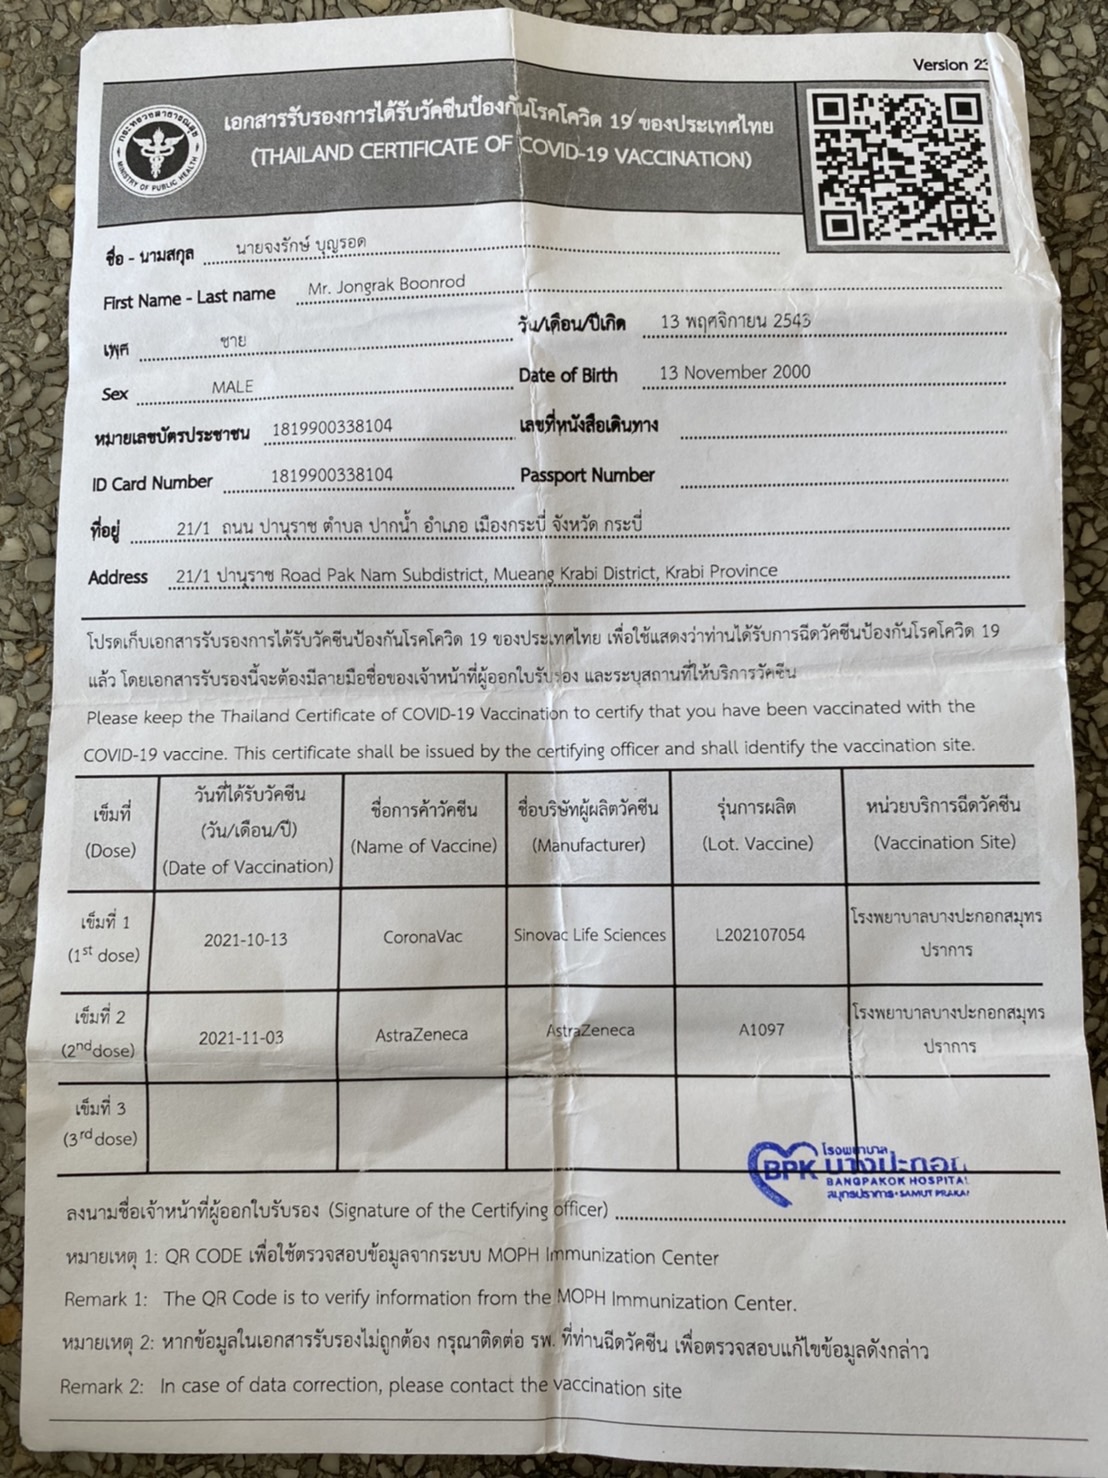 Version 23
กระทรวงสาธารณสุข
MINISTRY OF PUBLIC HEALTH
เอกสารรับรองการได้รับวัคซีนป้องกันโรคโควิด 19 ของประเทศไทย
(THAILAND CERTIFICATE OF COVID-19 VACCINATION)
ชื่อ - นามสกุล นายจงรักษ์ บุญรอด
First Name - Last name Mr. Jongrak Boonrod
เพศ ชาย วัน/เดือน/ปีเกิด 13 พฤศจิกายน 2543
Sex MALE Date of Birth 13 November 2000
หมายเลขบัตรประชาชน 1819900338104 เลขที่หนังสือเดินทาง
ID Card Number 1819900338104 Passport Number
ที่อยู่ 21/1 ถนน ปานุราช ตำบล ปากน้ำ อำเภอ เมืองกระบี่ จังหวัด กระบี่
Address 21/1 ปานุราช Road Pak Nam Subdistrict, Mueang Krabi District, Krabi Province
โปรดเก็บเอกสารรับรองการได้รับวัคซีนป้องกันโรคโควิด 19 ของประเทศไทย เพื่อใช้แสดงว่าท่านได้รับการฉีดวัคซีนป้องกันโรคโควิด 19
แล้ว โดยเอกสารรับรองนี้จะต้องมีลายมือชื่อของเจ้าหน้าที่ผู้ออกใบรับรอง และระบุสถานที่ให้บริการวัคซีน
Please keep the Thailand Certificate of COVID-19 Vaccination to certify that you have been vaccinated with the
COVID-19 vaccine. This certificate shall be issued by the certifying officer and shall identify the vaccination site.
เข็มที่ (Dose) วันที่ได้รับวัคซีน (วัน/เดือน/ปี) (Date of Vaccination) ชื่อการค้าวัคซีน (Name of Vaccine) ชื่อบริษัทผู้ผลิตวัคซีน (Manufacturer) รุ่นการผลิต (Lot. Vaccine) หน่วยบริการฉีดวัคซีน (Vaccination Site)
เข็มที่ 1 (1st dose) 2021-10-13 CoronaVac Sinovac Life Sciences L202107054 โรงพยาบาลบางปะกอกสมุทรปราการ
เข็มที่ 2 (2nd dose) 2021-11-03 AstraZeneca AstraZeneca A1097 โรงพยาบาลบางปะกอกสมุทรปราการ
เข็มที่ 3 (3rd dose)
BPK โรงพยาบาล
บางปะกอก
BANGPAKOK HOSPITAL
สมุทรปราการ • SAMUT PRAKAN
ลงนามชื่อเจ้าหน้าที่ผู้ออกใบรับรอง (Signature of the Certifying officer)
หมายเหตุ 1: QR CODE เพื่อใช้ตรวจสอบข้อมูลจากระบบ MOPH Immunization Center
Remark 1: The QR Code is to verify information from the MOPH Immunization Center.
หมายเหตุ 2: หากข้อมูลในเอกสารรับรองไม่ถูกต้อง กรุณาติดต่อ รพ. ที่ท่านฉีดวัคซีน เพื่อตรวจสอบแก้ไขข้อมูลดังกล่าว
Remark 2: In case of data correction, please contact the vaccination site